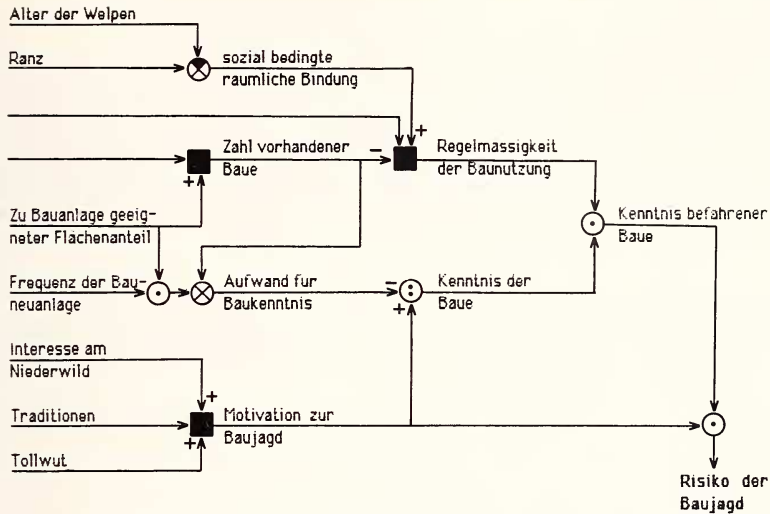 Alter der Welpen
Ranz
sozial bedingte
raumliche Bindung
+
Zahl vorhandener
Baue
−
Regelmassigkeit
der Baunutzung
+
Zu Bauanlage geeig-
neter Flachenanteil
Kenntnis befahrener
Baue
Frequenz der Bau-
neuanlage
Aufwand fur
Baukenntnis
−
+
Kenntnis der
Baue
Interesse am
Niederwild
+
Traditionen
Motivation zur
Baujagd
+
Tollwut
Risiko der
Baujagd